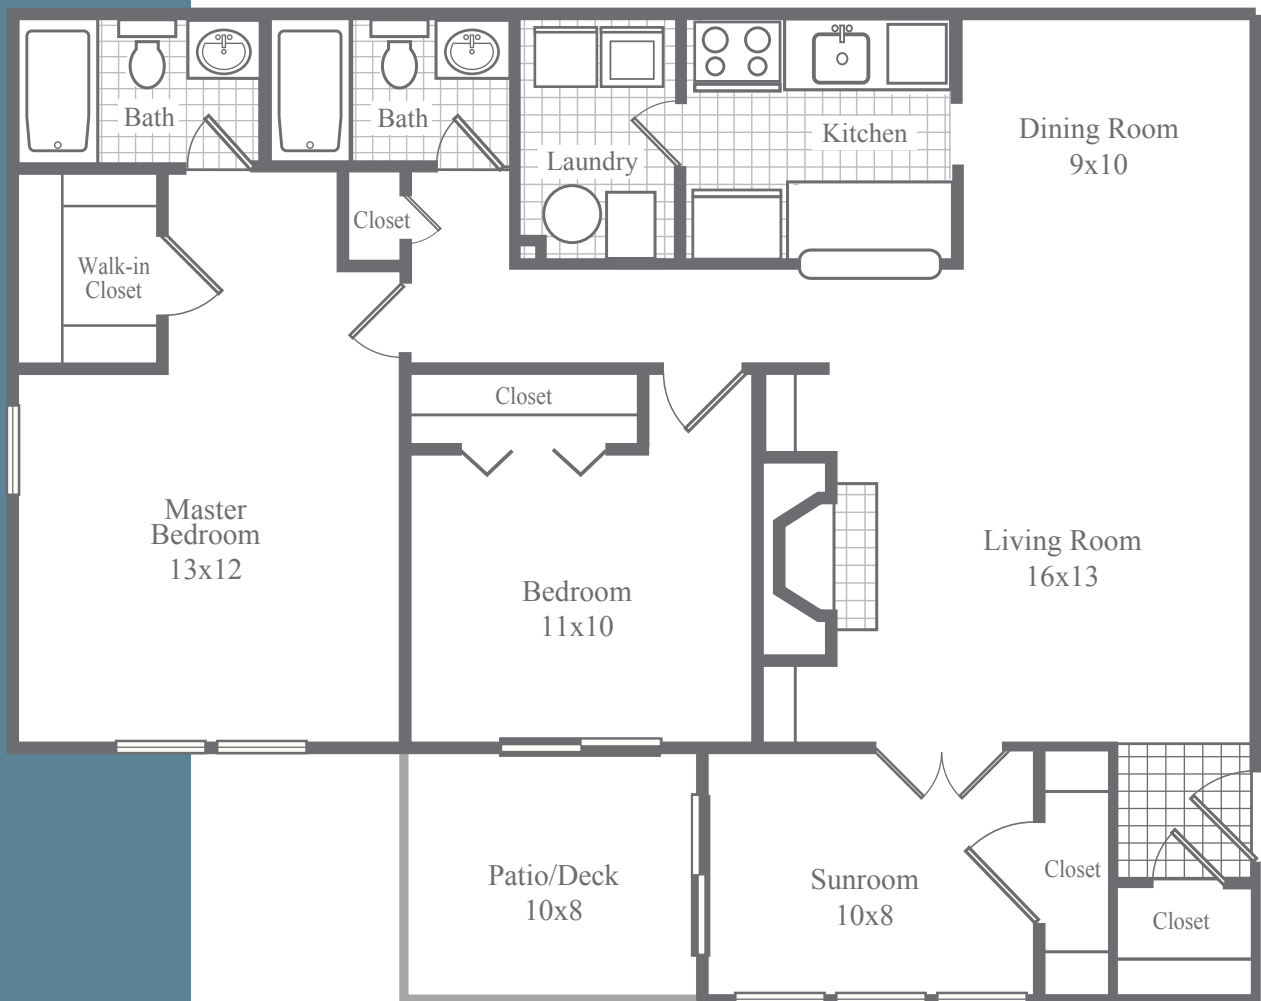 Bath
Bath
Laundry
Kitchen
Dining Room
9x10
Closet
Walk-in
Closet
Closet
Master
Bedroom
13x12
Bedroom
11x10
Living Room
16x13
Patio/Deck
10x8
Sunroom
10x8
Closet
Closet